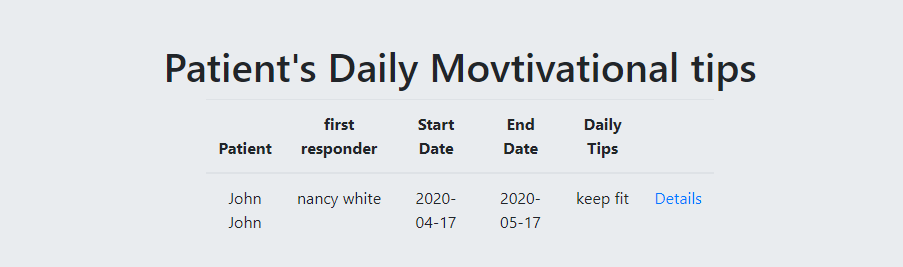 Patient's Daily Movtivational tips
first Start End Daily
Patient responder Date Date Tips
John nancy white 2020- 2020- keep fit Details
John 04-17 05-17